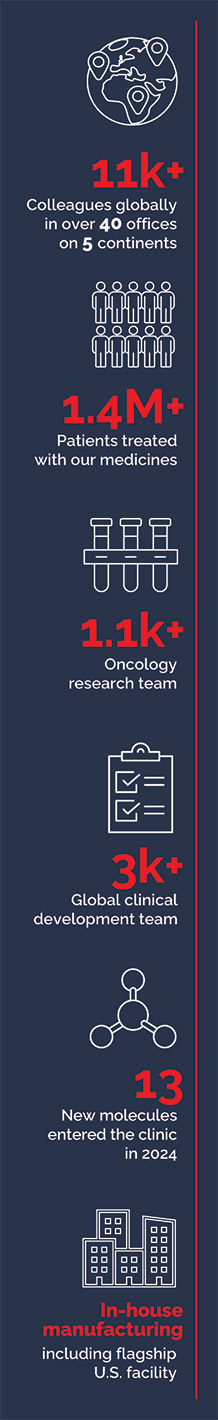 11k+
Colleagues globally
in over 40 offices
on 5 continents
1.4M+
Patients treated
with our medicines
1.1k+
Oncology
research team
3k+
Global clinical
development team
13
New molecules
entered the clinic
in 2024
In-house
manufacturing
including flagship
U.S. facility